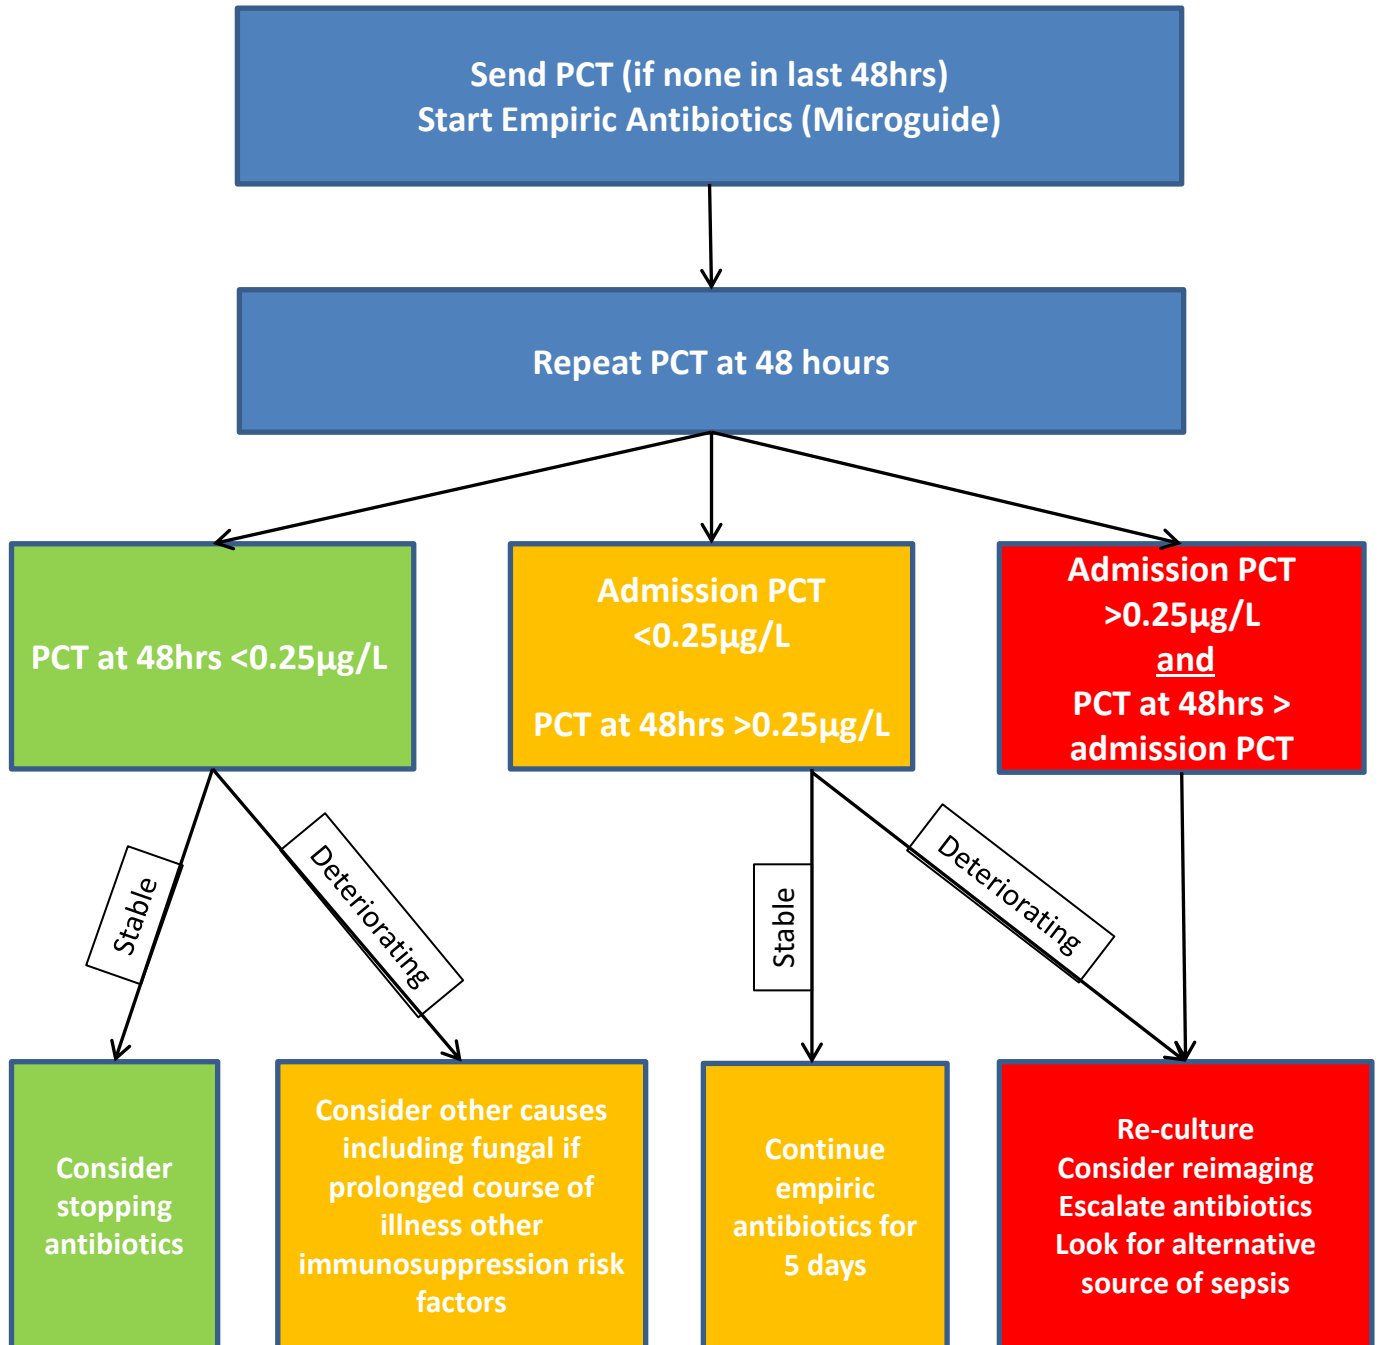 Send PCT (if none in last 48hrs)
Start Empiric Antibiotics (Microguide)
Repeat PCT at 48 hours
PCT at 48hrs <0.25µg/L
Admission PCT
<0.25µg/L
PCT at 48hrs >0.25µg/L
Admission PCT
>0.25µg/L
and
PCT at 48hrs >
admission PCT
Stable
Deteriorating
Stable
Deteriorating
Consider
stopping
antibiotics
Consider other causes
including fungal if
prolonged course of
illness other
immunosuppression risk
factors
Continue
empiric
antibiotics for
5 days
Re-culture
Consider reimaging
Escalate antibiotics
Look for alternative
source of sepsis